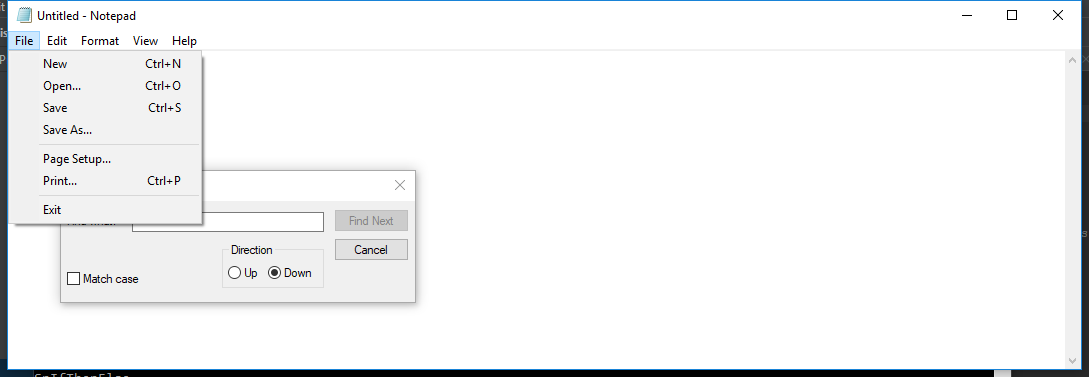 Untitled - Notepad
File Edit Format View Help
New Ctrl+N
Open... Ctrl+O
Save Ctrl+S
Save As...
Page Setup...
Print... Ctrl+P
Exit
Find Next
Direction
Cancel
Up Down
Match case